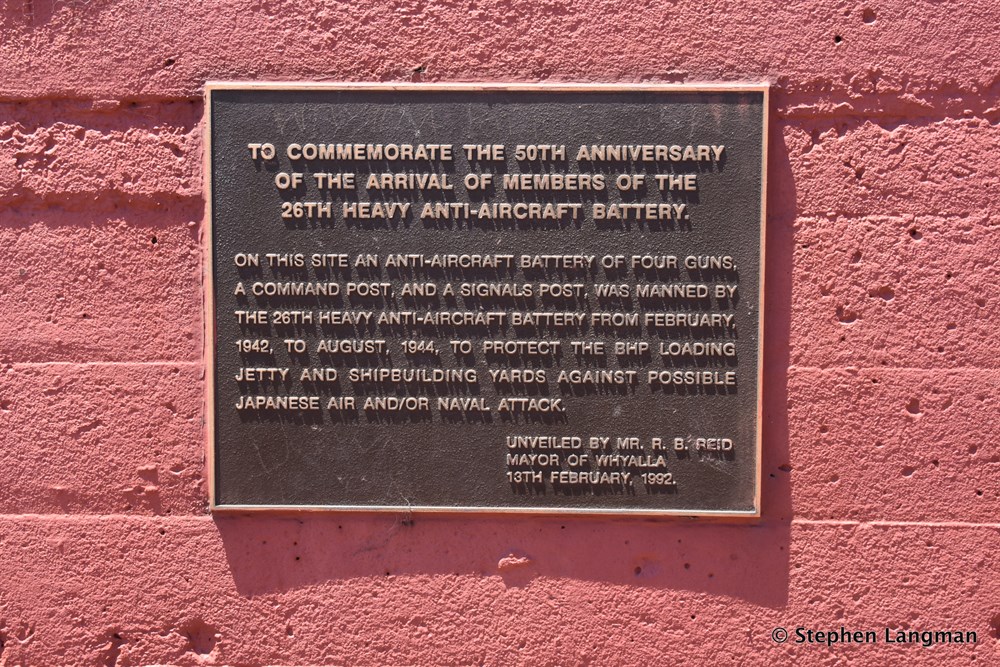 TO COMMEMORATE THE 50TH ANNIVERSARY
OF THE ARRIVAL OF MEMBERS OF THE
26TH HEAVY ANTI-AIRCRAFT BATTERY.
ON THIS SITE AN ANTI-AIRCRAFT BATTERY OF FOUR GUNS,
A COMMAND POST, AND A SIGNALS POST, WAS MANNED BY
THE 26TH HEAVY ANTI-AIRCRAFT BATTERY FROM FEBRUARY,
1942, TO AUGUST, 1944, TO PROTECT THE BHP LOADING
JETTY AND SHIPBUILDING YARDS AGAINST POSSIBLE
JAPANESE AIR AND/OR NAVAL ATTACK.
UNVEILED BY MR. R. B. REID
MAYOR OF WHYALLA
13TH FEBRUARY, 1992.
© Stephen Langman